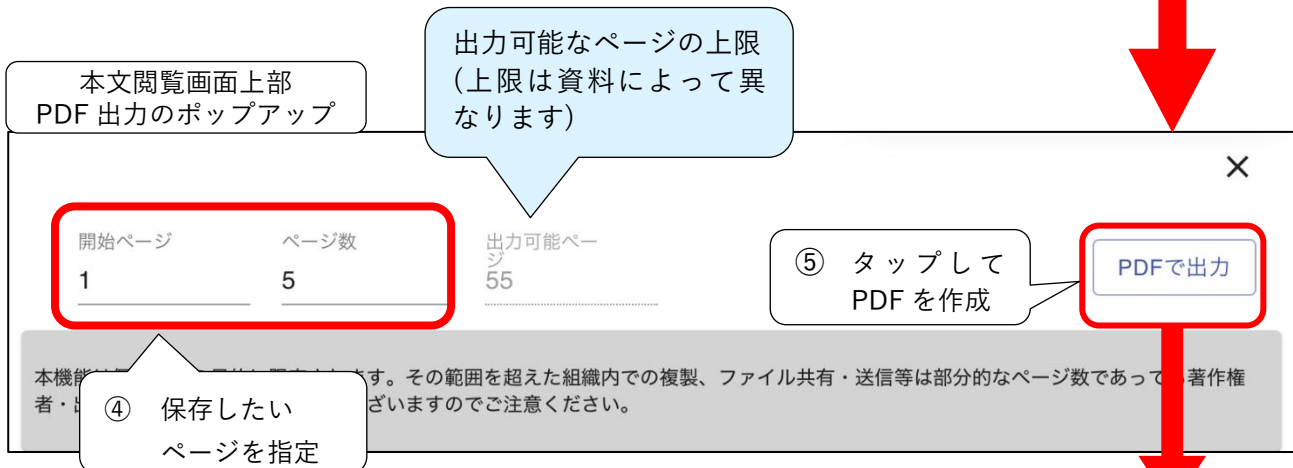 出力可能なページの上限
(上限は資料によって異
なります)
本文閲覧画面上部
PDF 出力のポップアップ
×
開始ページ
1
ページ数
5
出力可能ペー
ジ
55
⑤ タップして
PDF を作成
PDFで出力
本機能は す。その範囲を超えた組織内での複製、ファイル共有・送信等は部分的なページ数であって 著作権
者・ ざいますのでご注意ください。
④ 保存したい
ページを指定